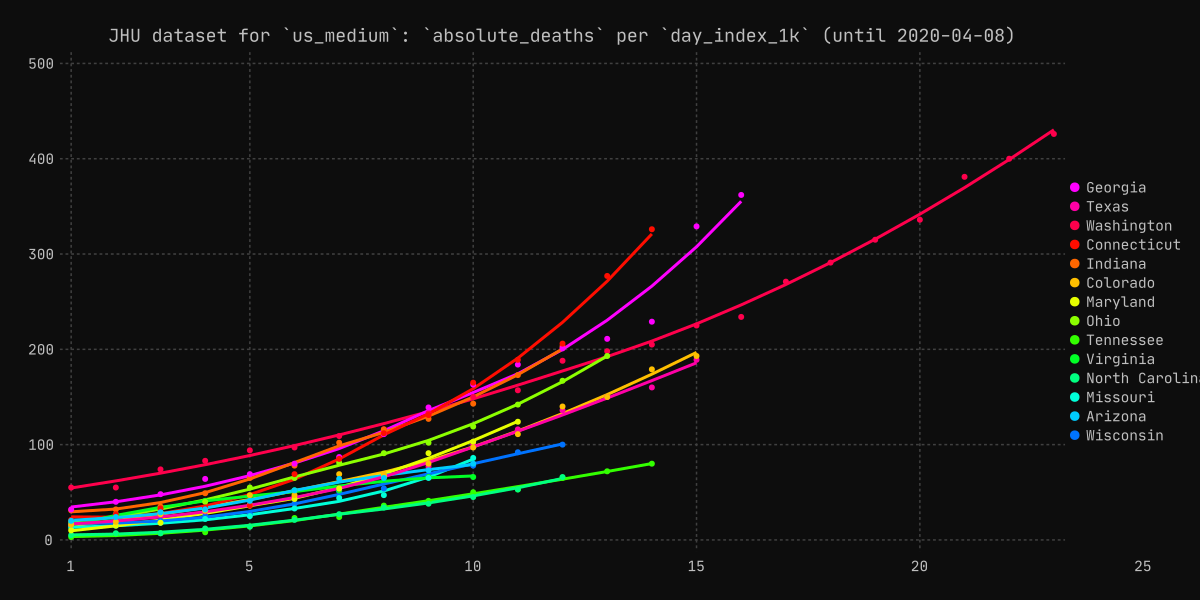 JHU dataset for `us_medium`: `absolute_deaths` per `day_index_1k` (until 2020-04-08)
500
400
300
200
100
0
1 5 10 15 20 25
Georgia
Texas
Washington
Connecticut
Indiana
Colorado
Maryland
Ohio
Tennessee
Virginia
North Carolina
Missouri
Arizona
Wisconsin